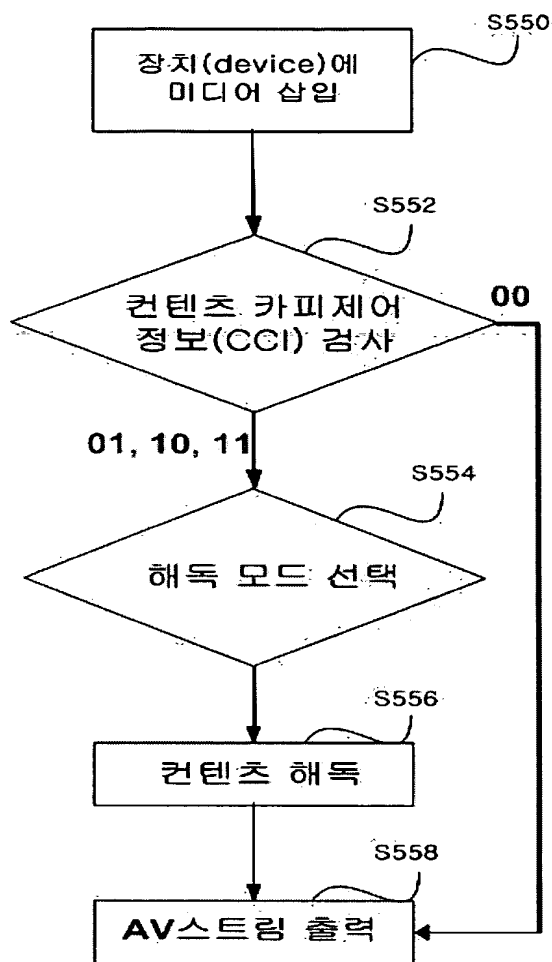 S550
장치(device)에
미디어 삽입
S552
컨텐츠 카피제어
정보(CCI) 검사
00
01, 10, 11
S554
해독 모드 선택
S556
컨텐츠 해독
S558
AV스트링 출력